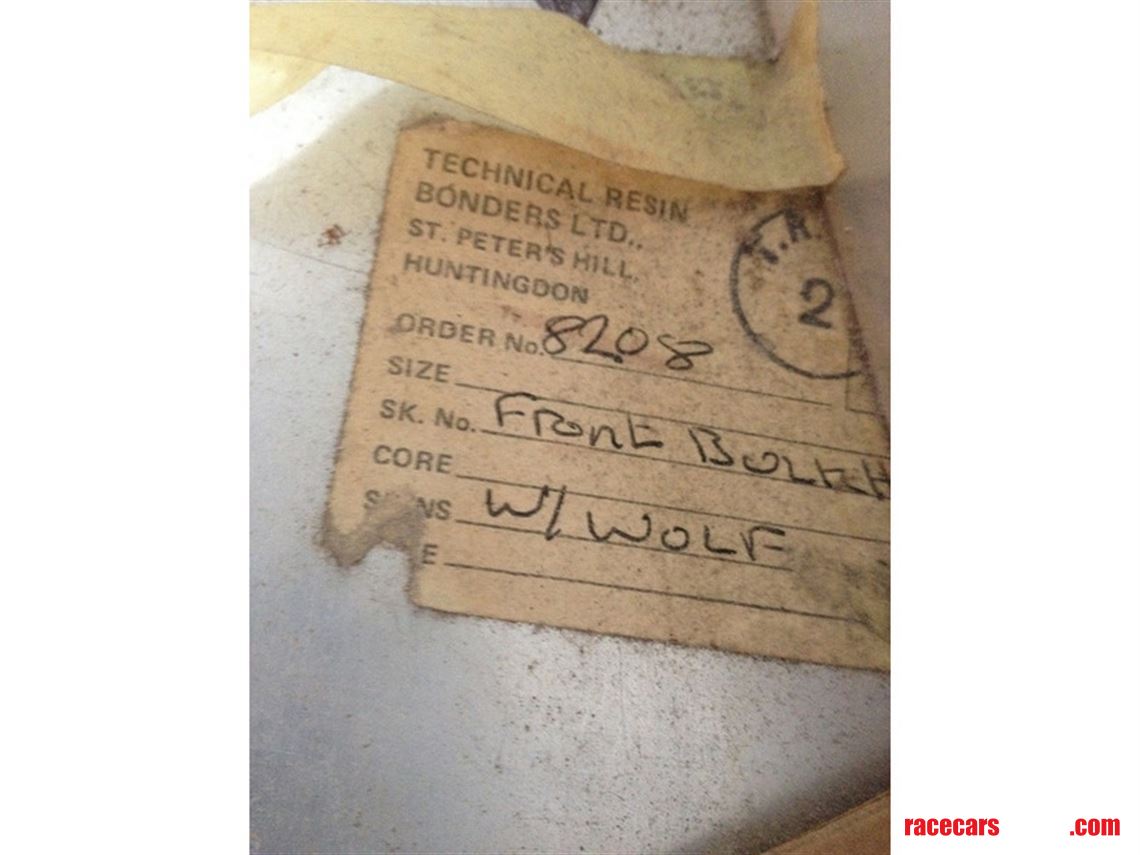 TECHNICAL RESIN
BONDERS LTD.,
ST. PETER'S HILL,
HUNTINGDON
T.R.
2
ORDER No. 8208
SIZE
SK. No. Front
CORE
W/ WOLF
racecars .com